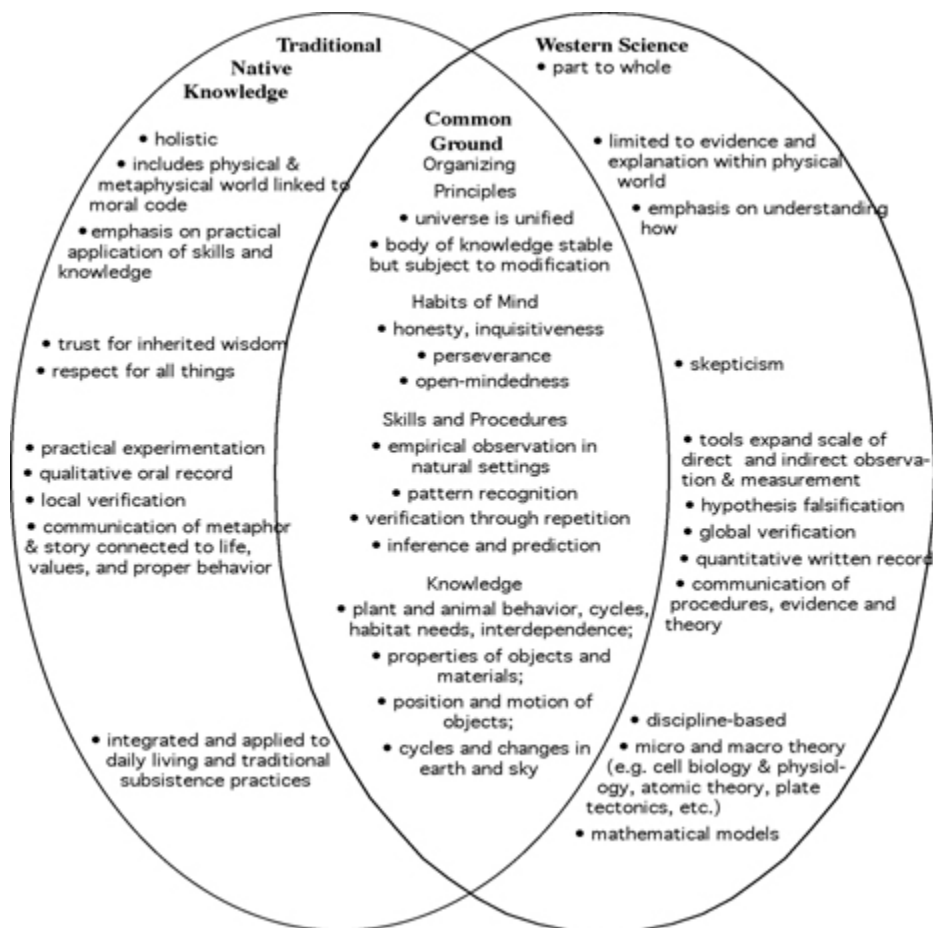 Traditional
Native
Knowledge
• holistic
• includes physical &
metaphysical world linked to
moral code
• emphasis on practical
application of skills and
knowledge
• trust for inherited wisdom
• respect for all things
• practical experimentation
• qualitative oral record
• local verification
• communication of metaphor
& story connected to life,
values, and proper behavior
• integrated and applied to
daily living and traditional
subsistence practices
Common
Ground
Organizing
Principles
• universe is unified
• body of knowledge stable
but subject to modification
Habits of Mind
• honesty, inquisitiveness
• perseverance
• open-mindedness
Skills and Procedures
• empirical observation in
natural settings
• pattern recognition
• verification through repetition
• inference and prediction
Knowledge
• plant and animal behavior, cycles,
habitat needs, interdependence;
• properties of objects and
materials;
• position and motion of
objects;
• cycles and changes in
earth and sky
Western Science
• part to whole
• limited to evidence and
explanation within physical
world
• emphasis on understanding
how
• skepticism
• tools expand scale of
direct and indirect observa-
tion & measurement
• hypothesis falsification
• global verification
• quantitative written record
• communication of
procedures, evidence and
theory
• discipline-based
• micro and macro theory
(e.g. cell biology & physiol-
ogy, atomic theory, plate
tectonics, etc.)
• mathematical models